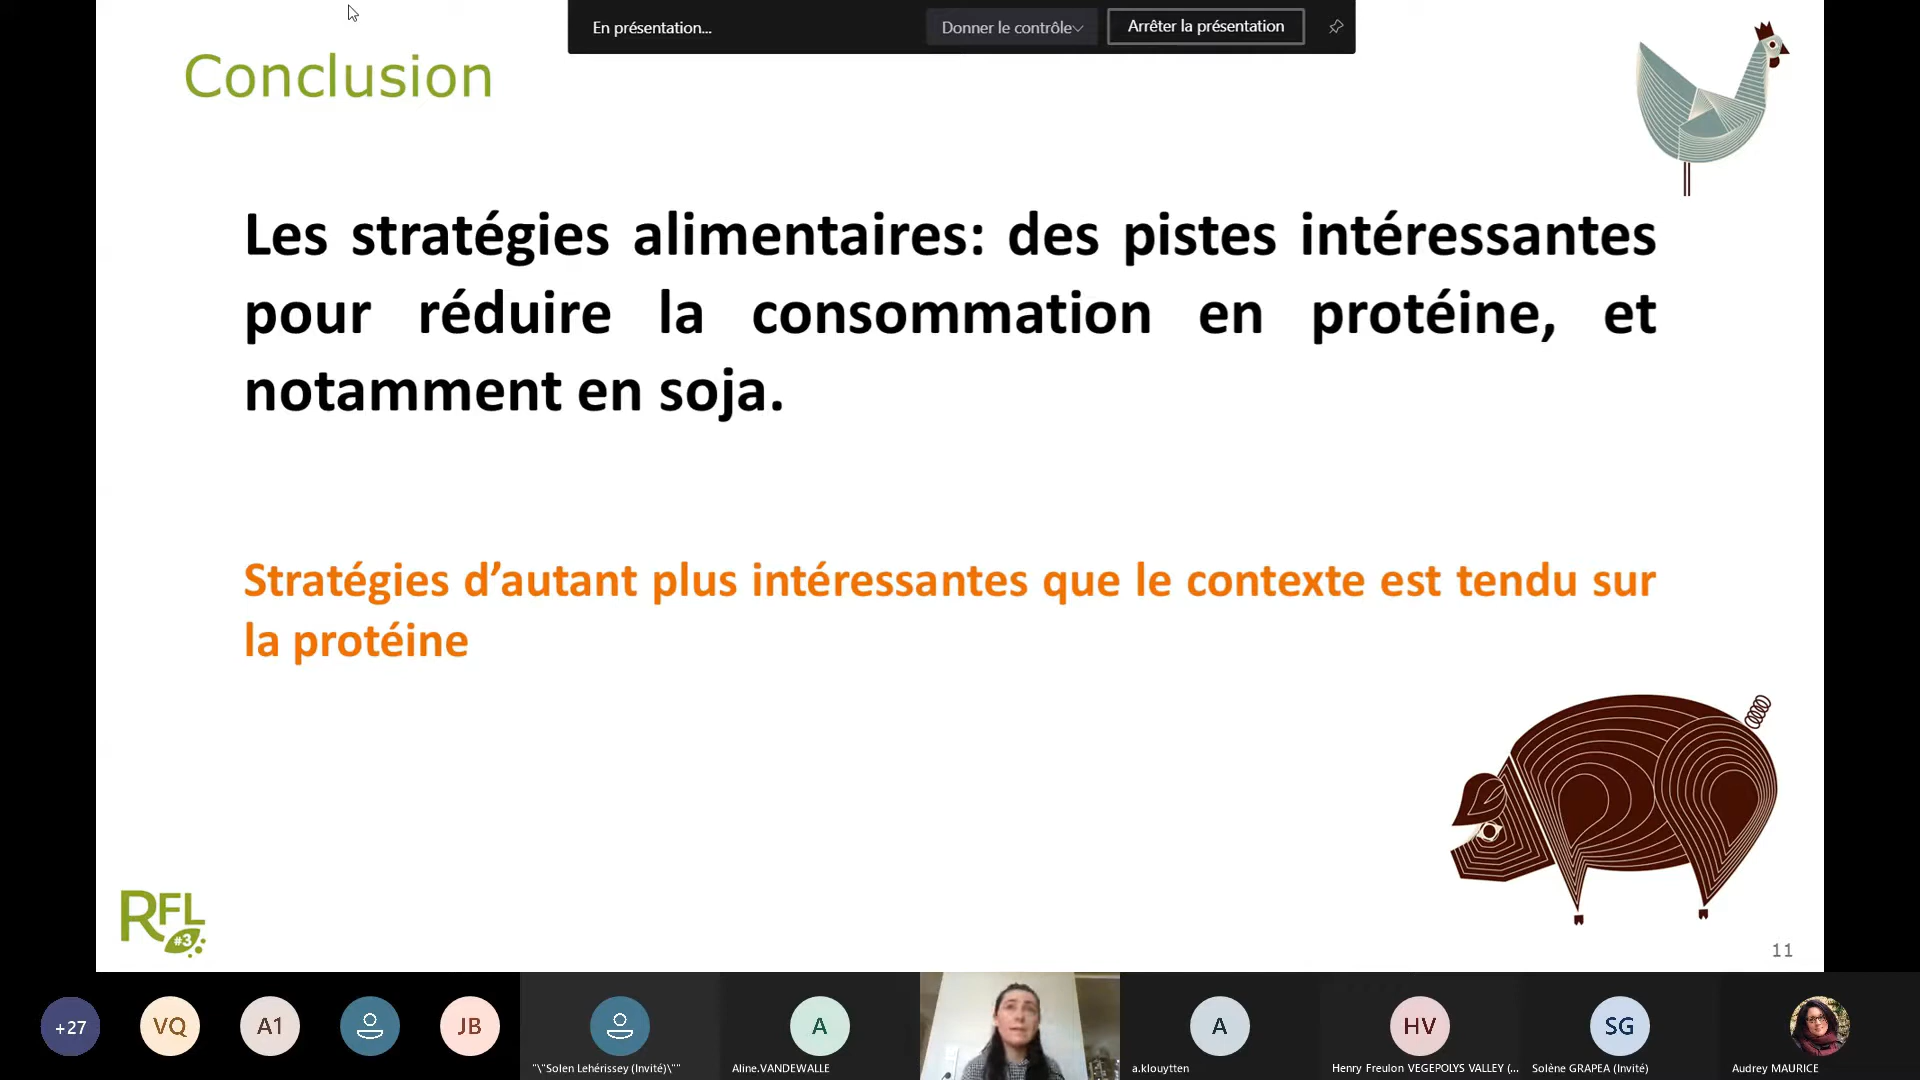 En présentation...
Donner le contrôle
Arrêter la présentation
Conclusion
Les stratégies alimentaires: des pistes intéressantes
pour réduire la consommation en protéine, et
notamment en soja.
Stratégies d’autant plus intéressantes que le contexte est tendu sur
la protéine
RFL
#3
11
+27
VQ
A1
JB
"\"Solen Lehérissey (Invité)\""
A
Aline.VANDEWALLE
A
a.klouytten
HV
Henry Freulon VEGEPOLYS VALLEY (...
SG
Solène GRAPEA (Invité)
Audrey MAURICE